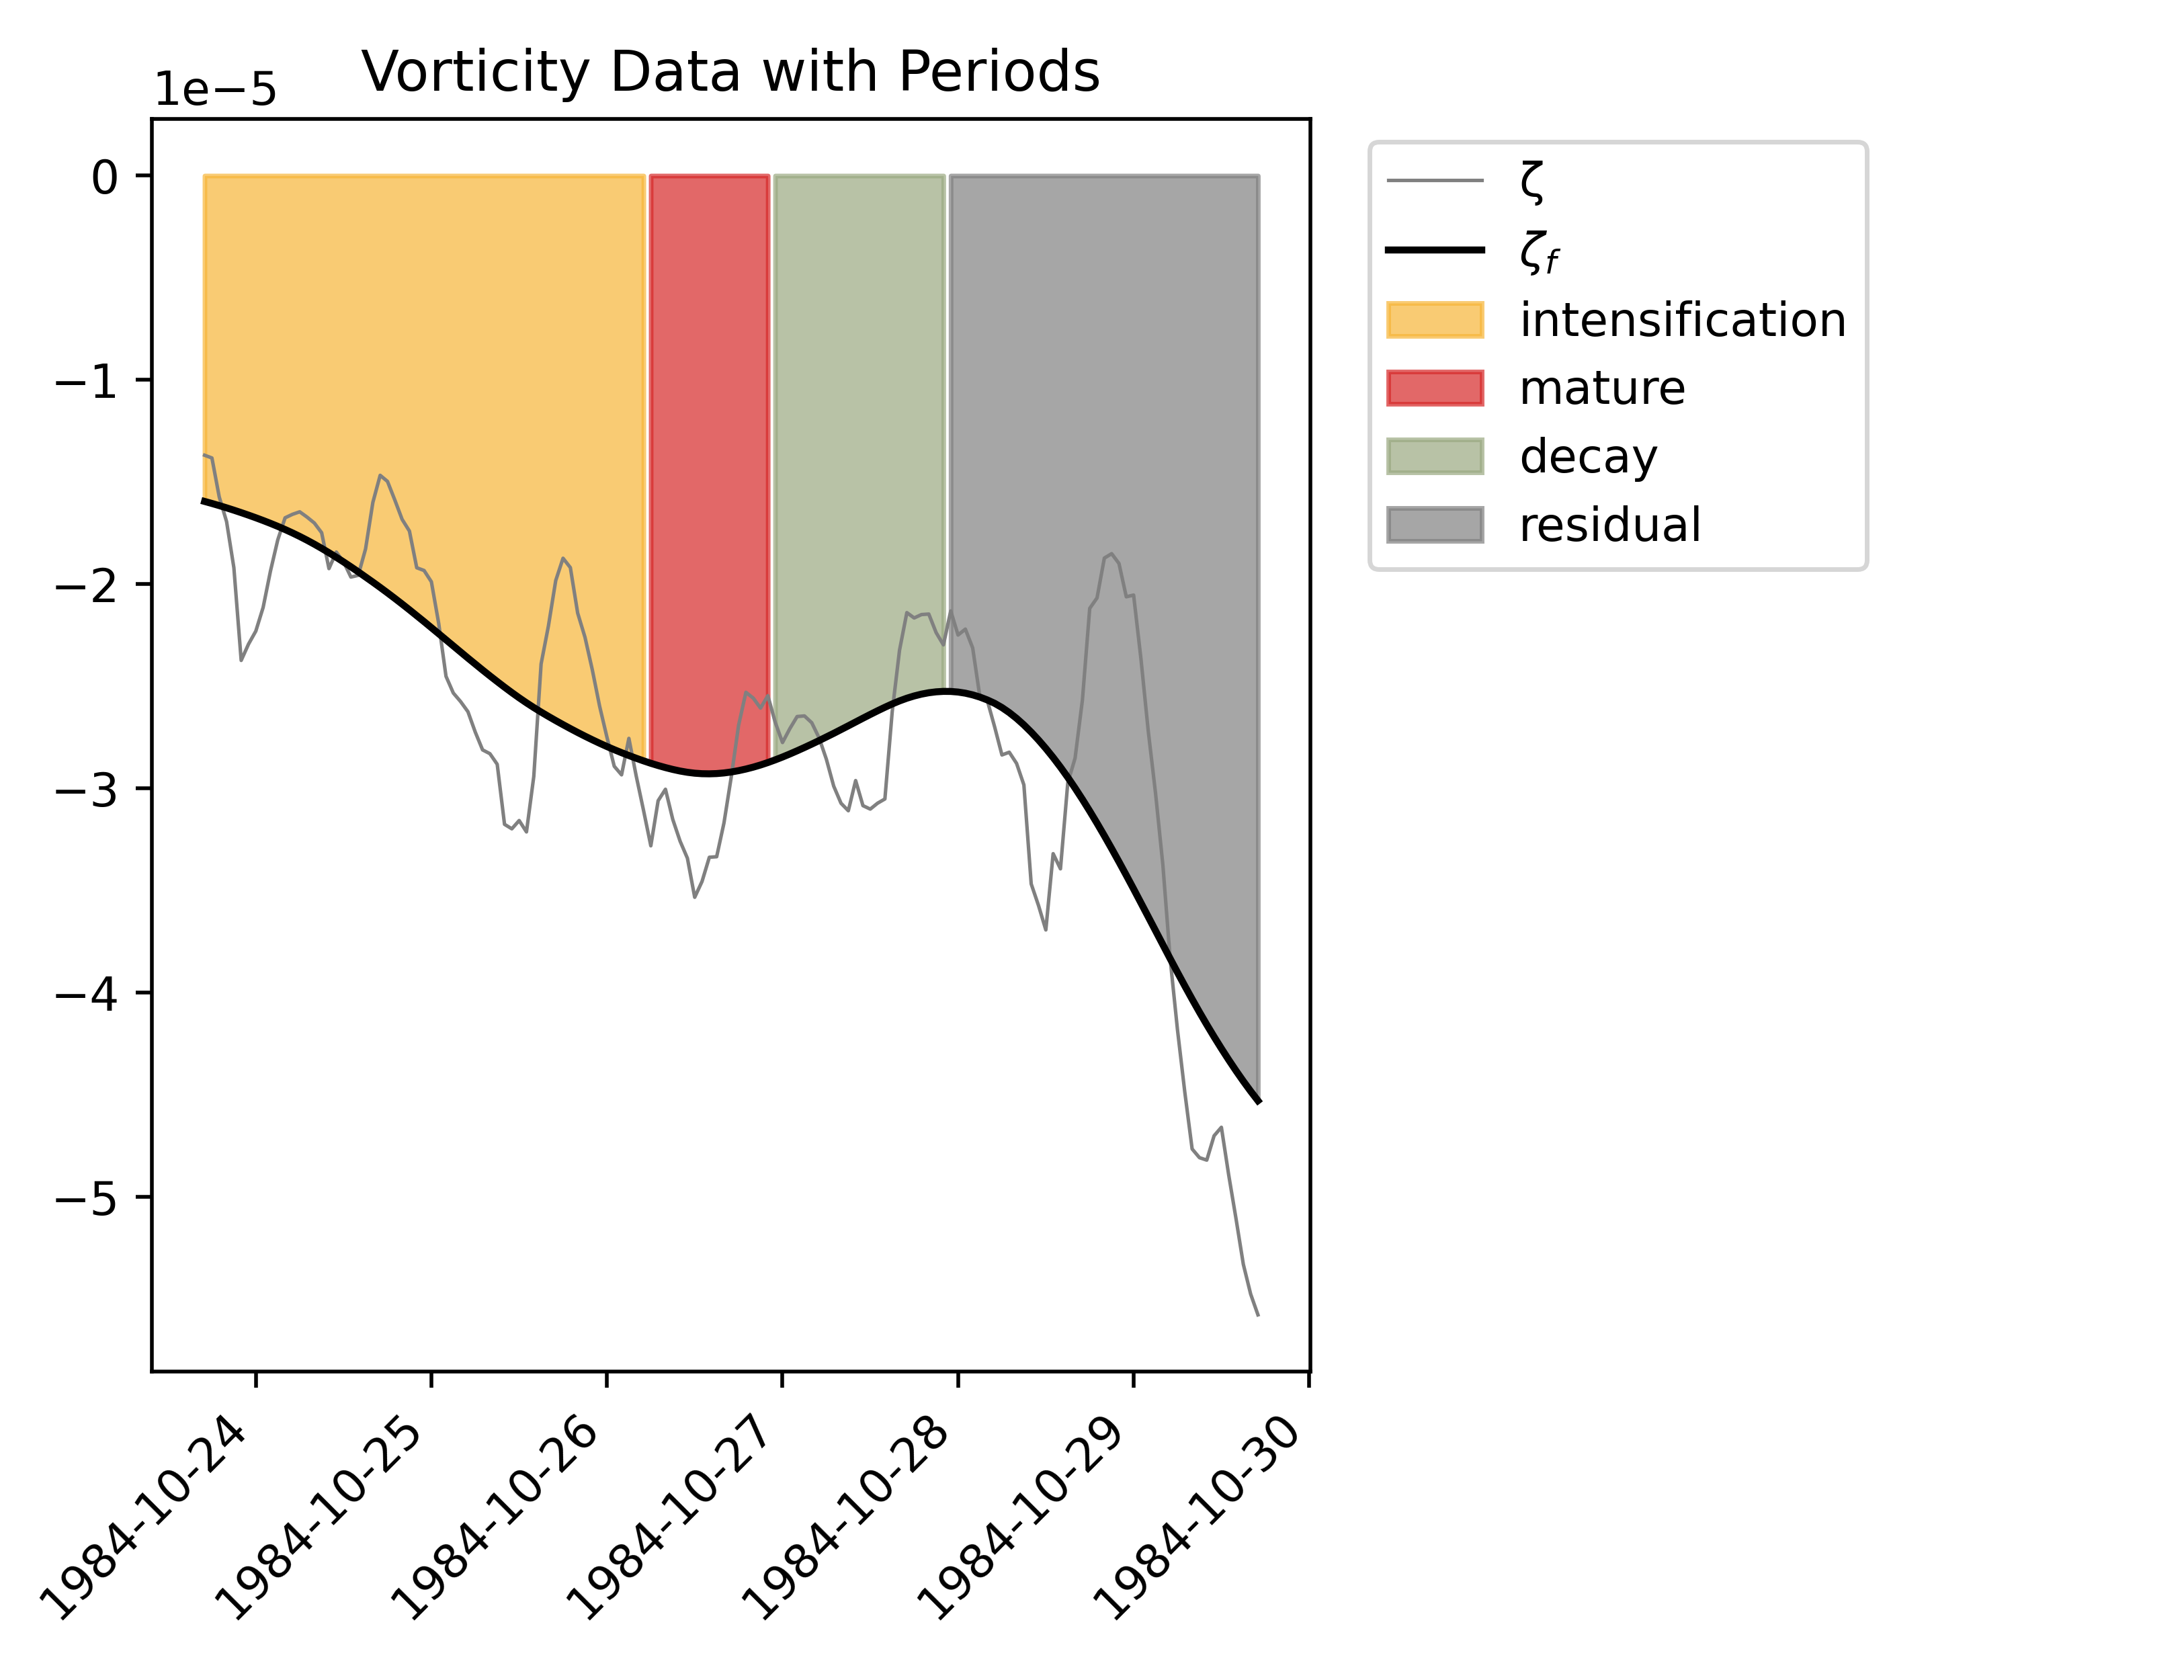 Vorticity Data with Periods
1e−5
0
−1
−2
−3
−4
−5
1984-10-24
1984-10-25
1984-10-26
1984-10-27
1984-10-28
1984-10-29
1984-10-30
ζ
ζf
intensification
mature
decay
residual